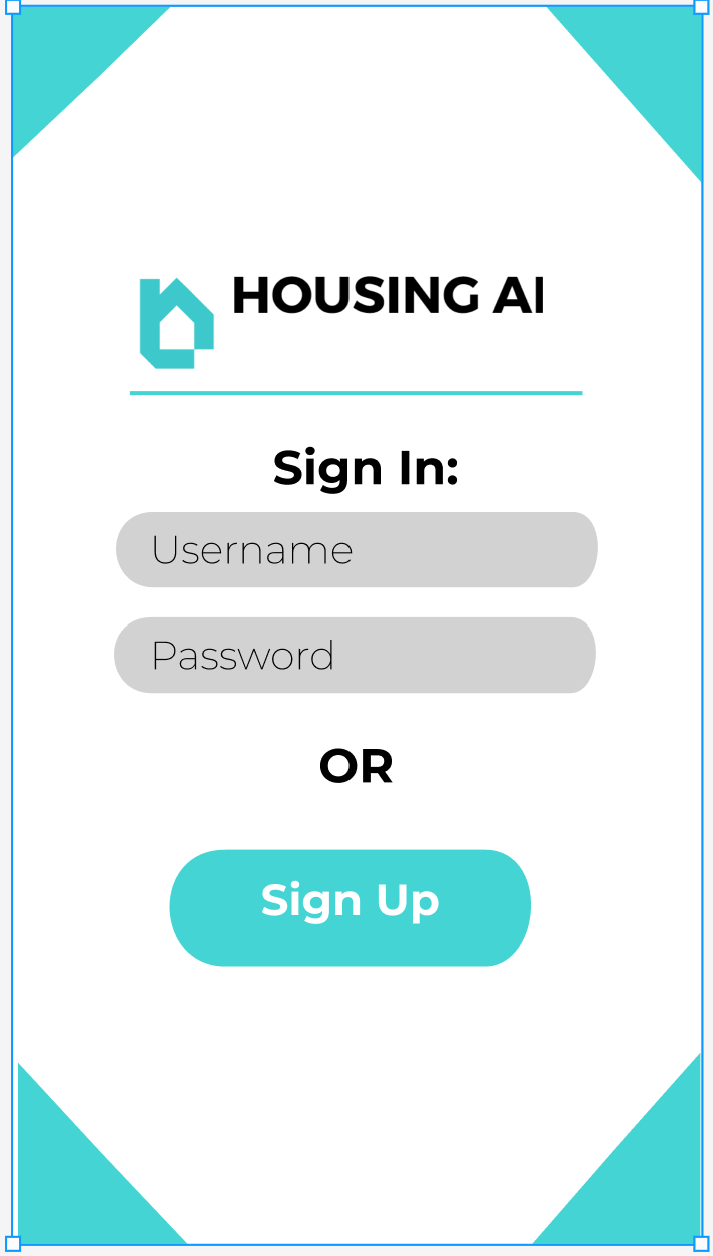 HOUSING AI
Sign In:
Username
Password
OR
Sign Up